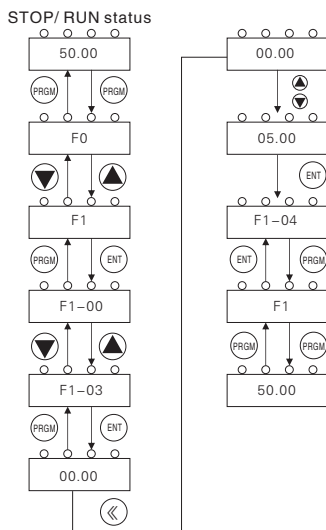 STOP/ RUN status
50.00
PRGM
PRGM
F0
F1
PRGM
ENT
F1-00
F1-03
PRGM
ENT
00.00
00.00
05.00
ENT
F1-04
ENT
PRGM
F1
PRGM
PRGM
50.00